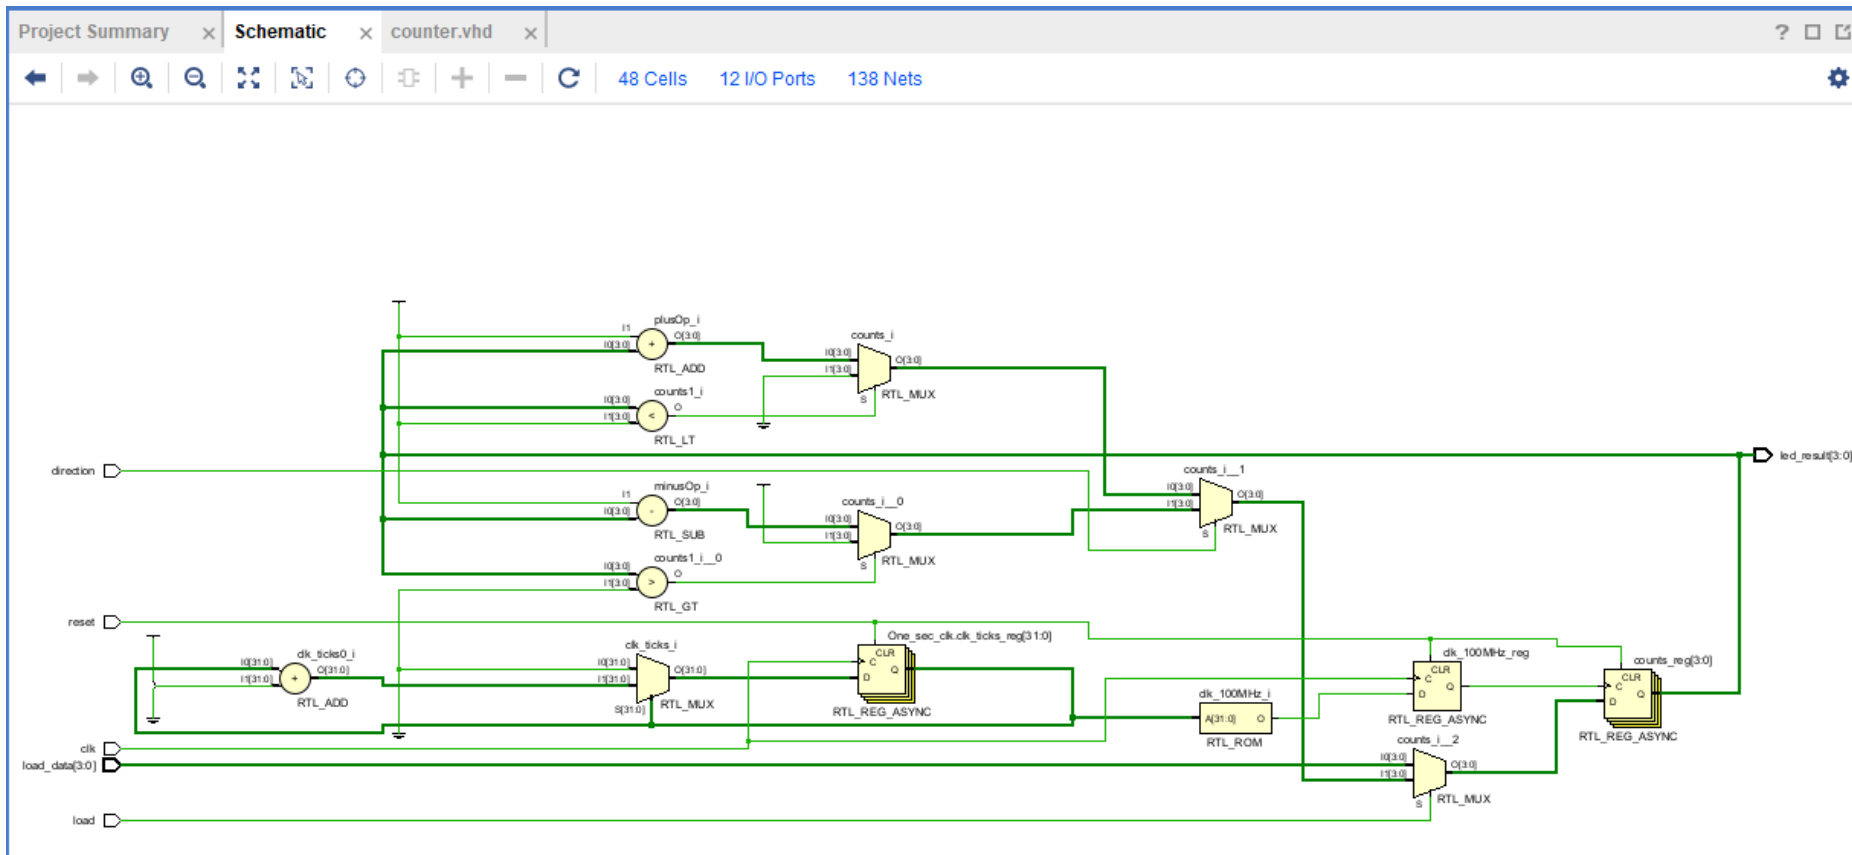 Project Summary × Schematic × counter.vhd ×
48 Cells 12 I/O Ports 138 Nets
plusOp_i
I1
I0[3:0]
O[3:0]
+
RTL_ADD
counts_i
I0[3:0]
I1[3:0]
O[3:0]
S
RTL_MUX
counts1_i
I0[3:0]
I1[3:0]
O
<
RTL_LT
direction
led_result[3:0]
minusOp_i
I1
I0[3:0]
O[3:0]
-
RTL_SUB
counts_i__0
I0[3:0]
I1[3:0]
O[3:0]
S
RTL_MUX
counts_i__1
I0[3:0]
I1[3:0]
O[3:0]
S
RTL_MUX
counts1_i__0
I0[3:0]
I1[3:0]
O
>
RTL_GT
reset
clk_ticks0_i
I0[31:0]
I1[31:0]
O[31:0]
+
RTL_ADD
clk_ticks_i
I0[31:0]
I1[31:0]
O[31:0]
S[31:0]
RTL_MUX
One_sec_clk.clk_ticks_reg[31:0]
CLR
C
D
Q
RTL_REG_ASYNC
clk_100MHz_i
A[31:0] O
RTL_ROM
clk_100MHz_reg
CLR
C
D
Q
RTL_REG_ASYNC
counts_reg[3:0]
CLR
C
D
Q
RTL_REG_ASYNC
clk
load_data[3:0]
counts_i__2
I0[3:0]
I1[3:0]
O[3:0]
S
RTL_MUX
load